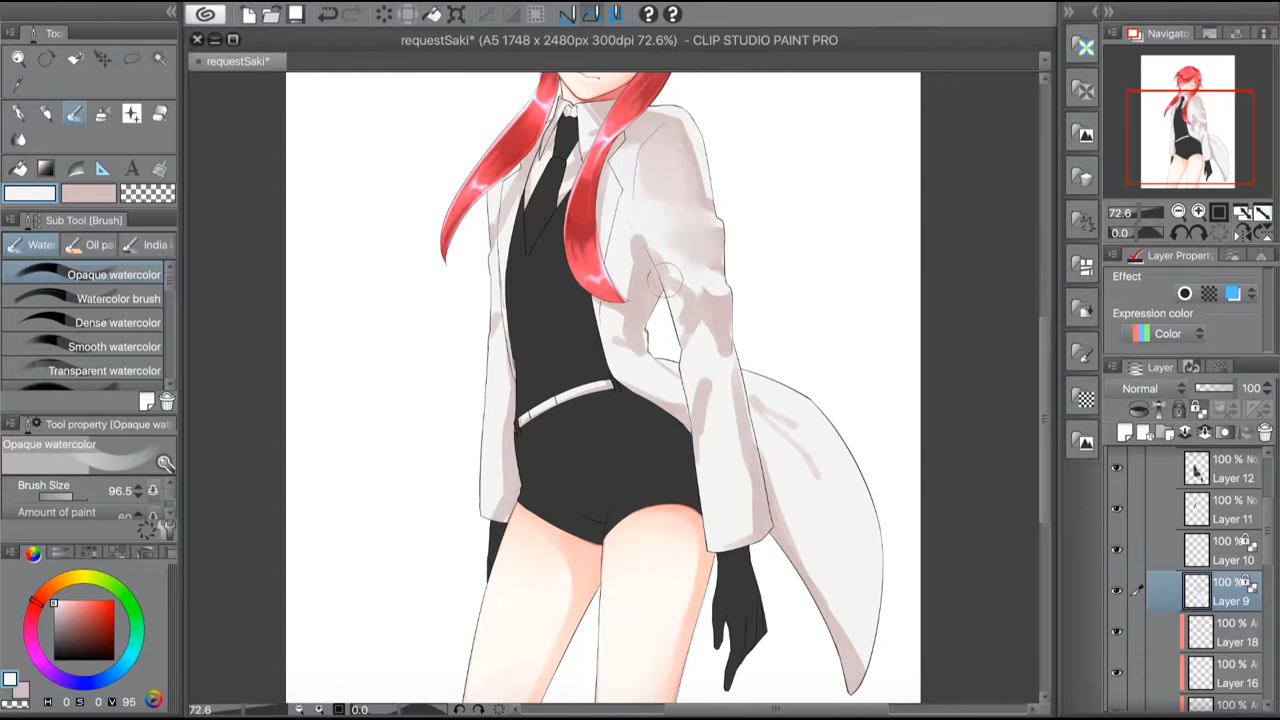 requestSaki* (A5 1748 x 2480px 300dpi 72.6%) - CLIP STUDIO PAINT PRO
Too
requestSaki*
Sub Tool [Brush]
Water
Oil pa
India i
Opaque watercolor
Watercolor brush
Dense watercolor
Smooth watercolor
Transparent watercolor
Tool property [Opaque wat
Opaque watercolor
Brush Size
96.5
Amount of paint
60
H 0 S 0 V 95
72.6
0.0
Navigato
72.6
0.0
Layer Property
Effect
Expression color
Color
Layer
Normal
100
100 % No
Layer 12
100 % No
Layer 11
100 %
Layer 10
100 %
Layer 9
Layer 18
100 %
Layer 16
100 %
100 %